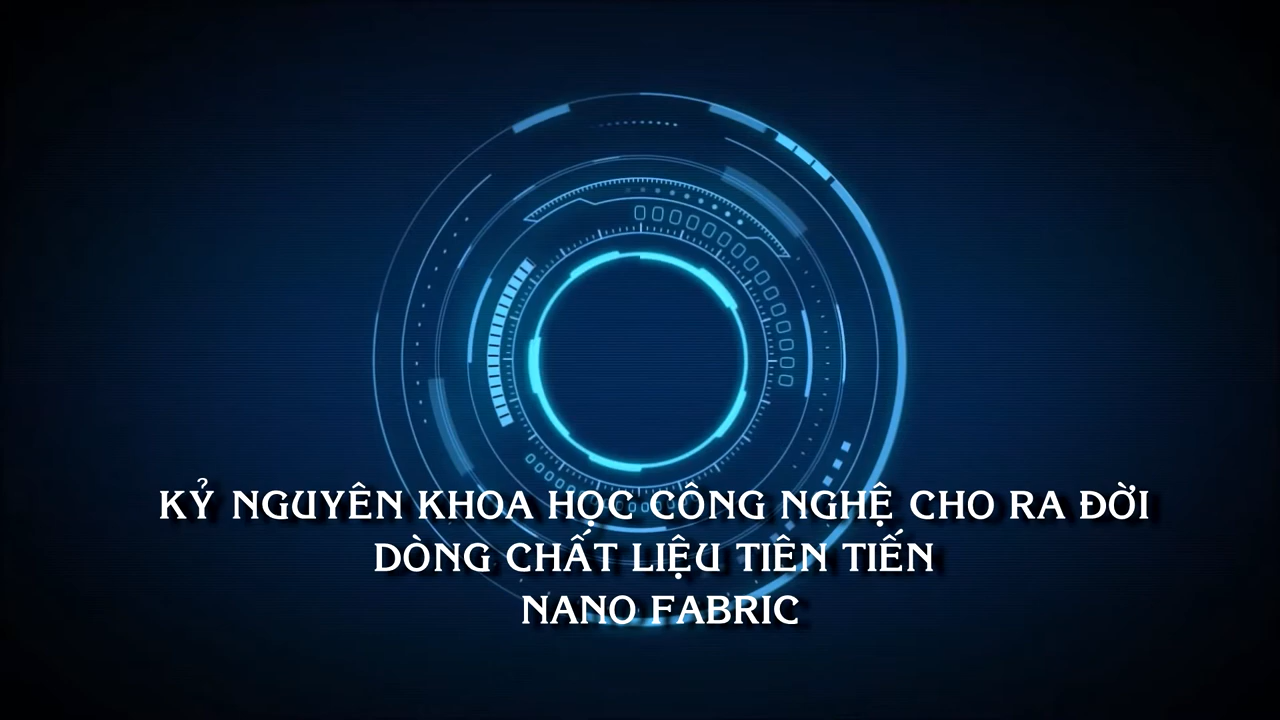 KỶ NGUYÊN KHOA HỌC CÔNG NGHỆ CHO RA ĐỜI
DÒNG CHẤT LIỆU TIÊN TIẾN
NANO FABRIC